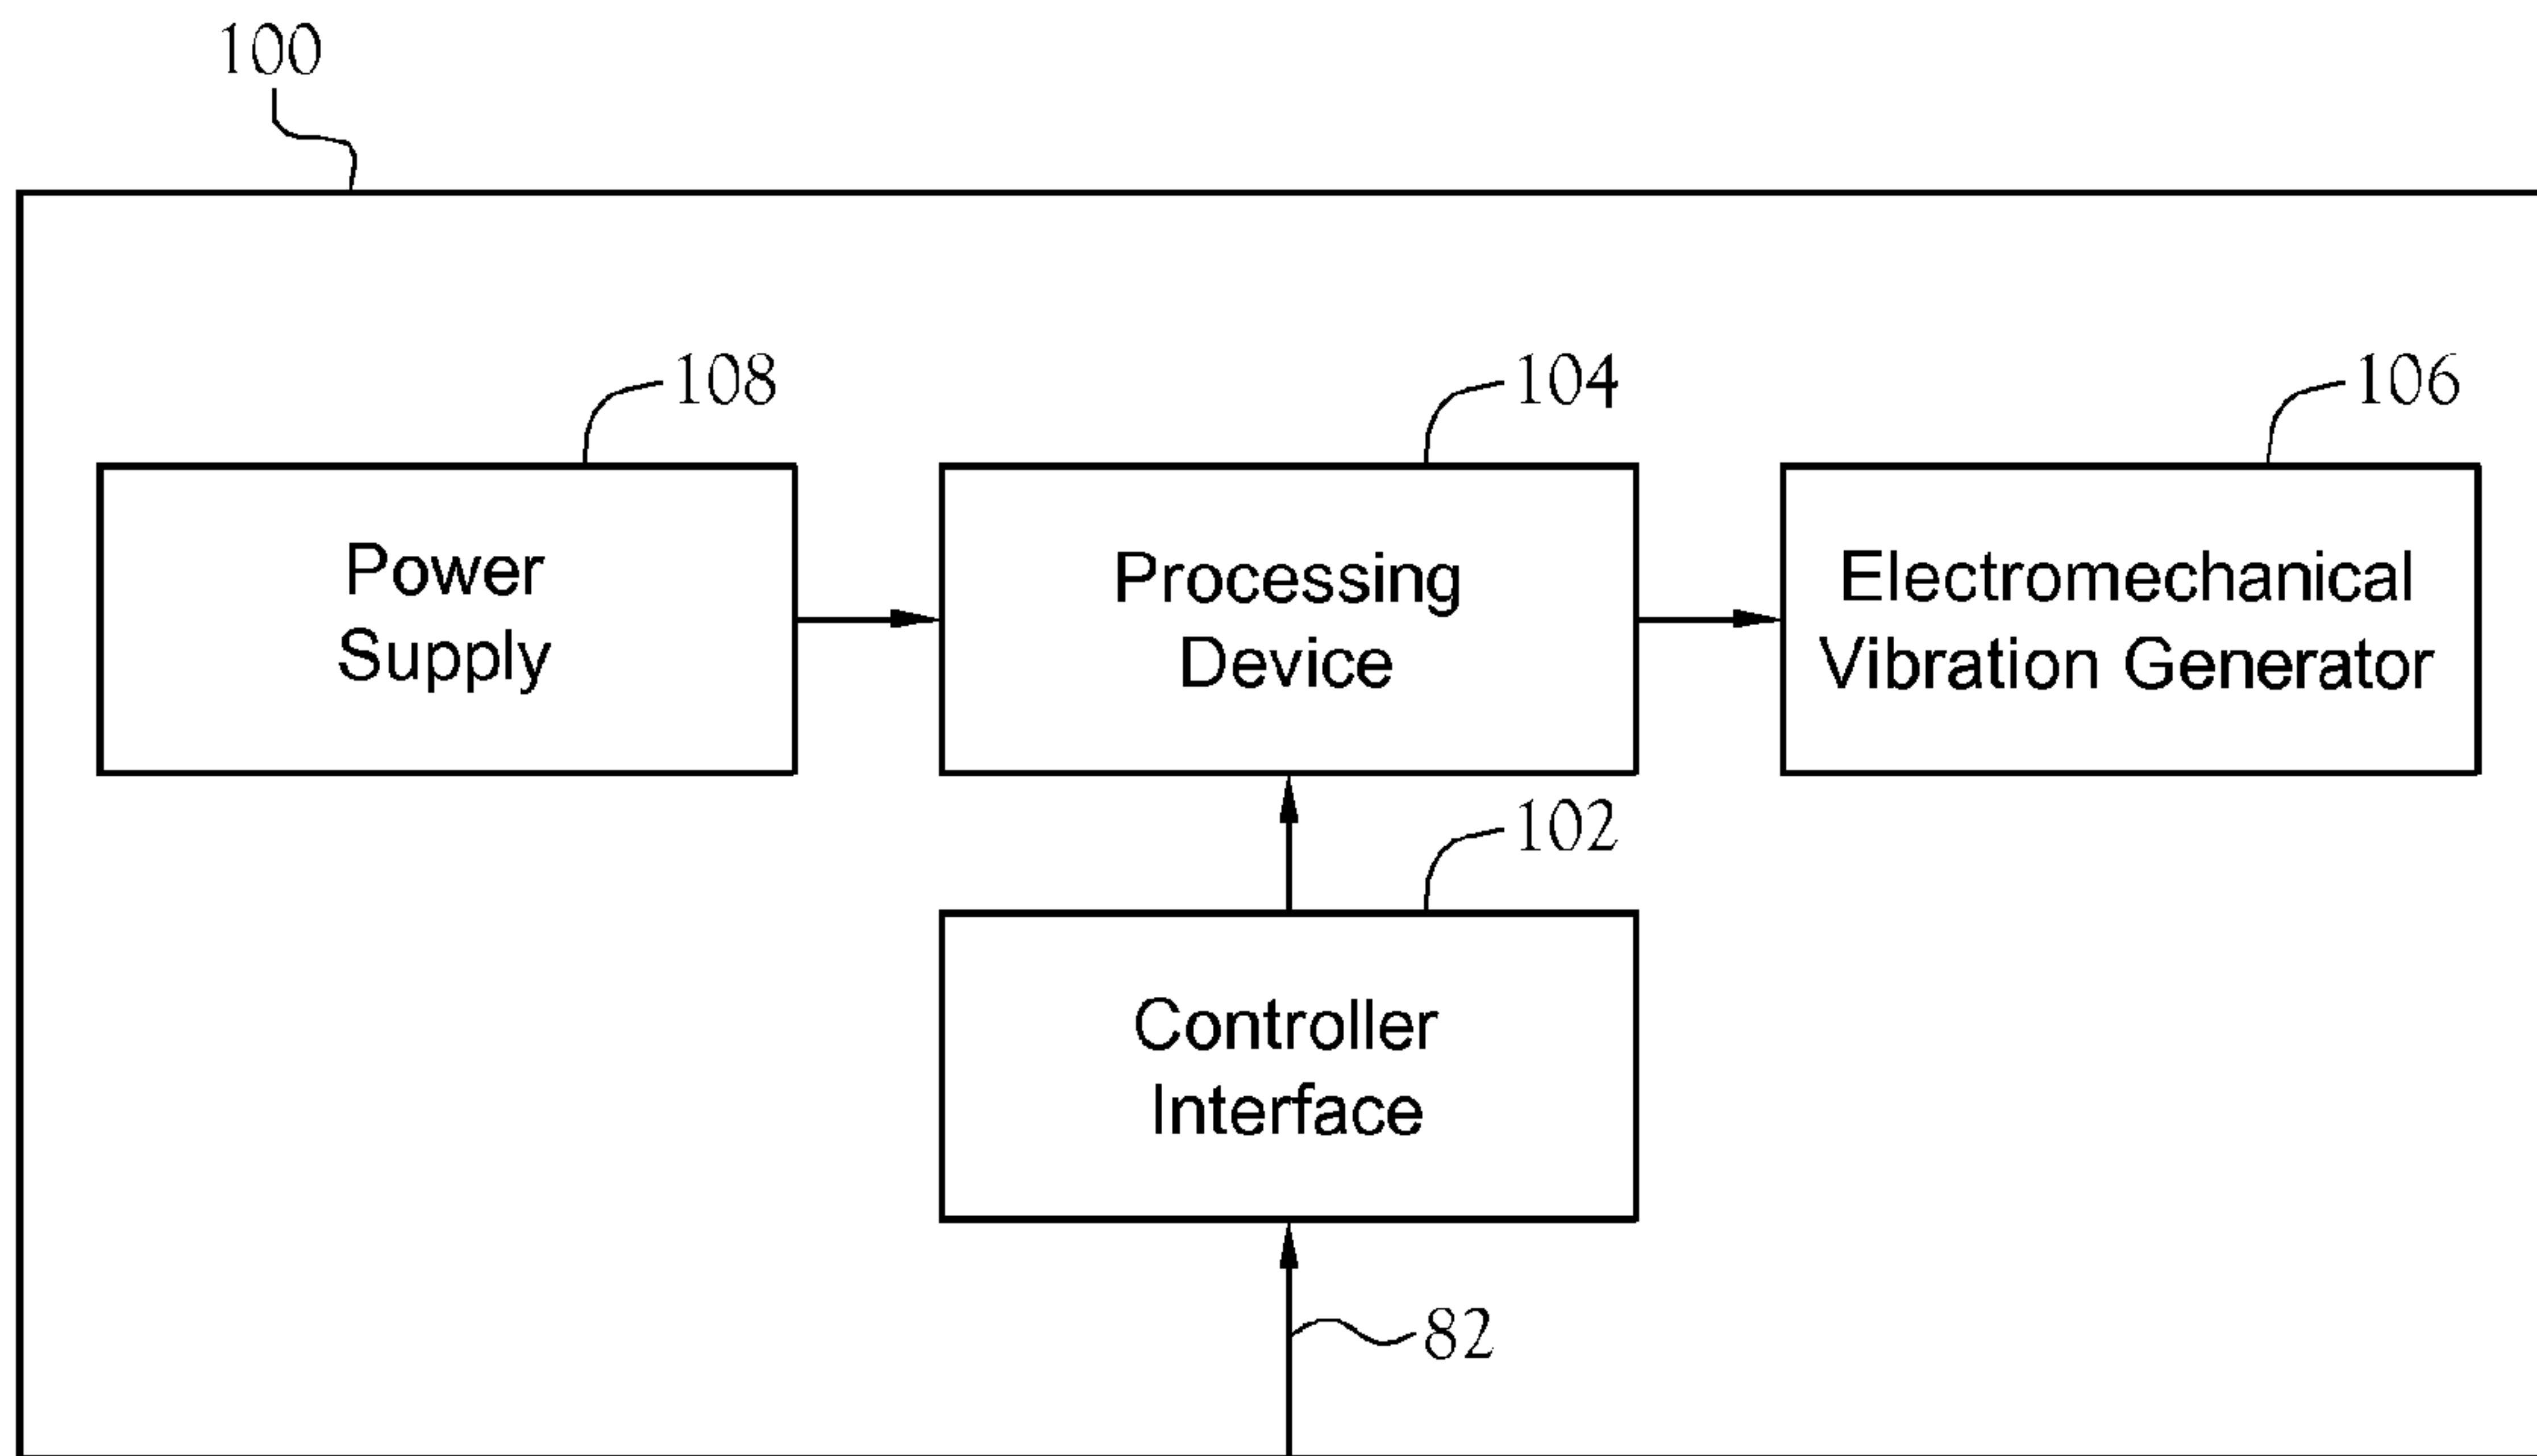 100
108
104
106
Power
Supply
Processing
Device
Electromechanical
Vibration Generator
102
Controller
Interface
82